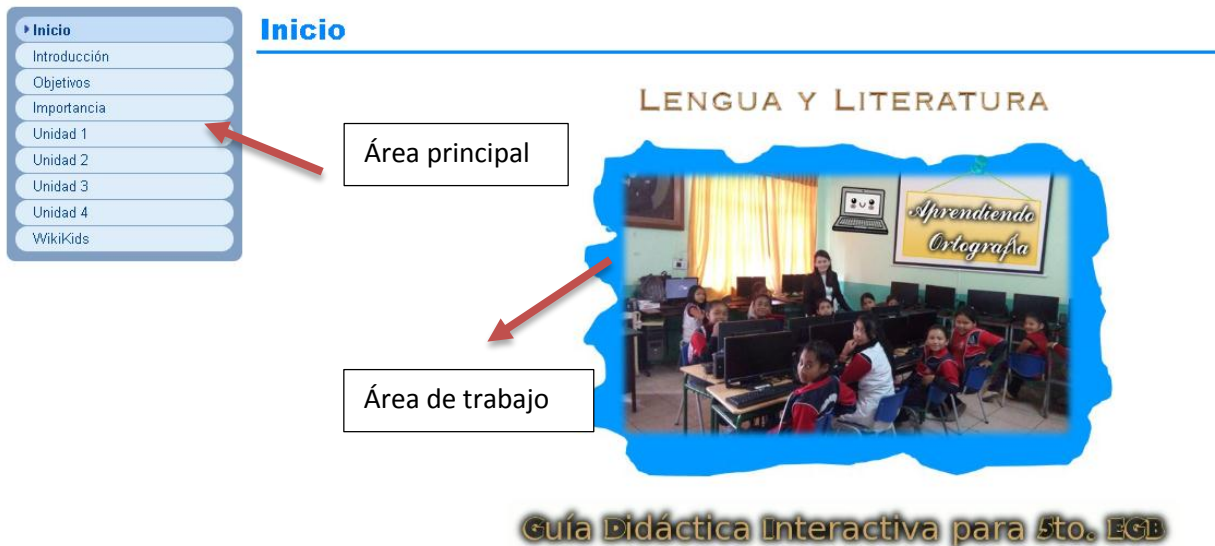 Inicio
Introducción
Objetivos
Importancia
Unidad 1
Unidad 2
Unidad 3
Unidad 4
WikiKids
Inicio
LENGUA Y LITERATURA
Área principal
Aprendiendo
Ortografía
Área de trabajo
Guía Didáctica Interactiva para 5to. EGB